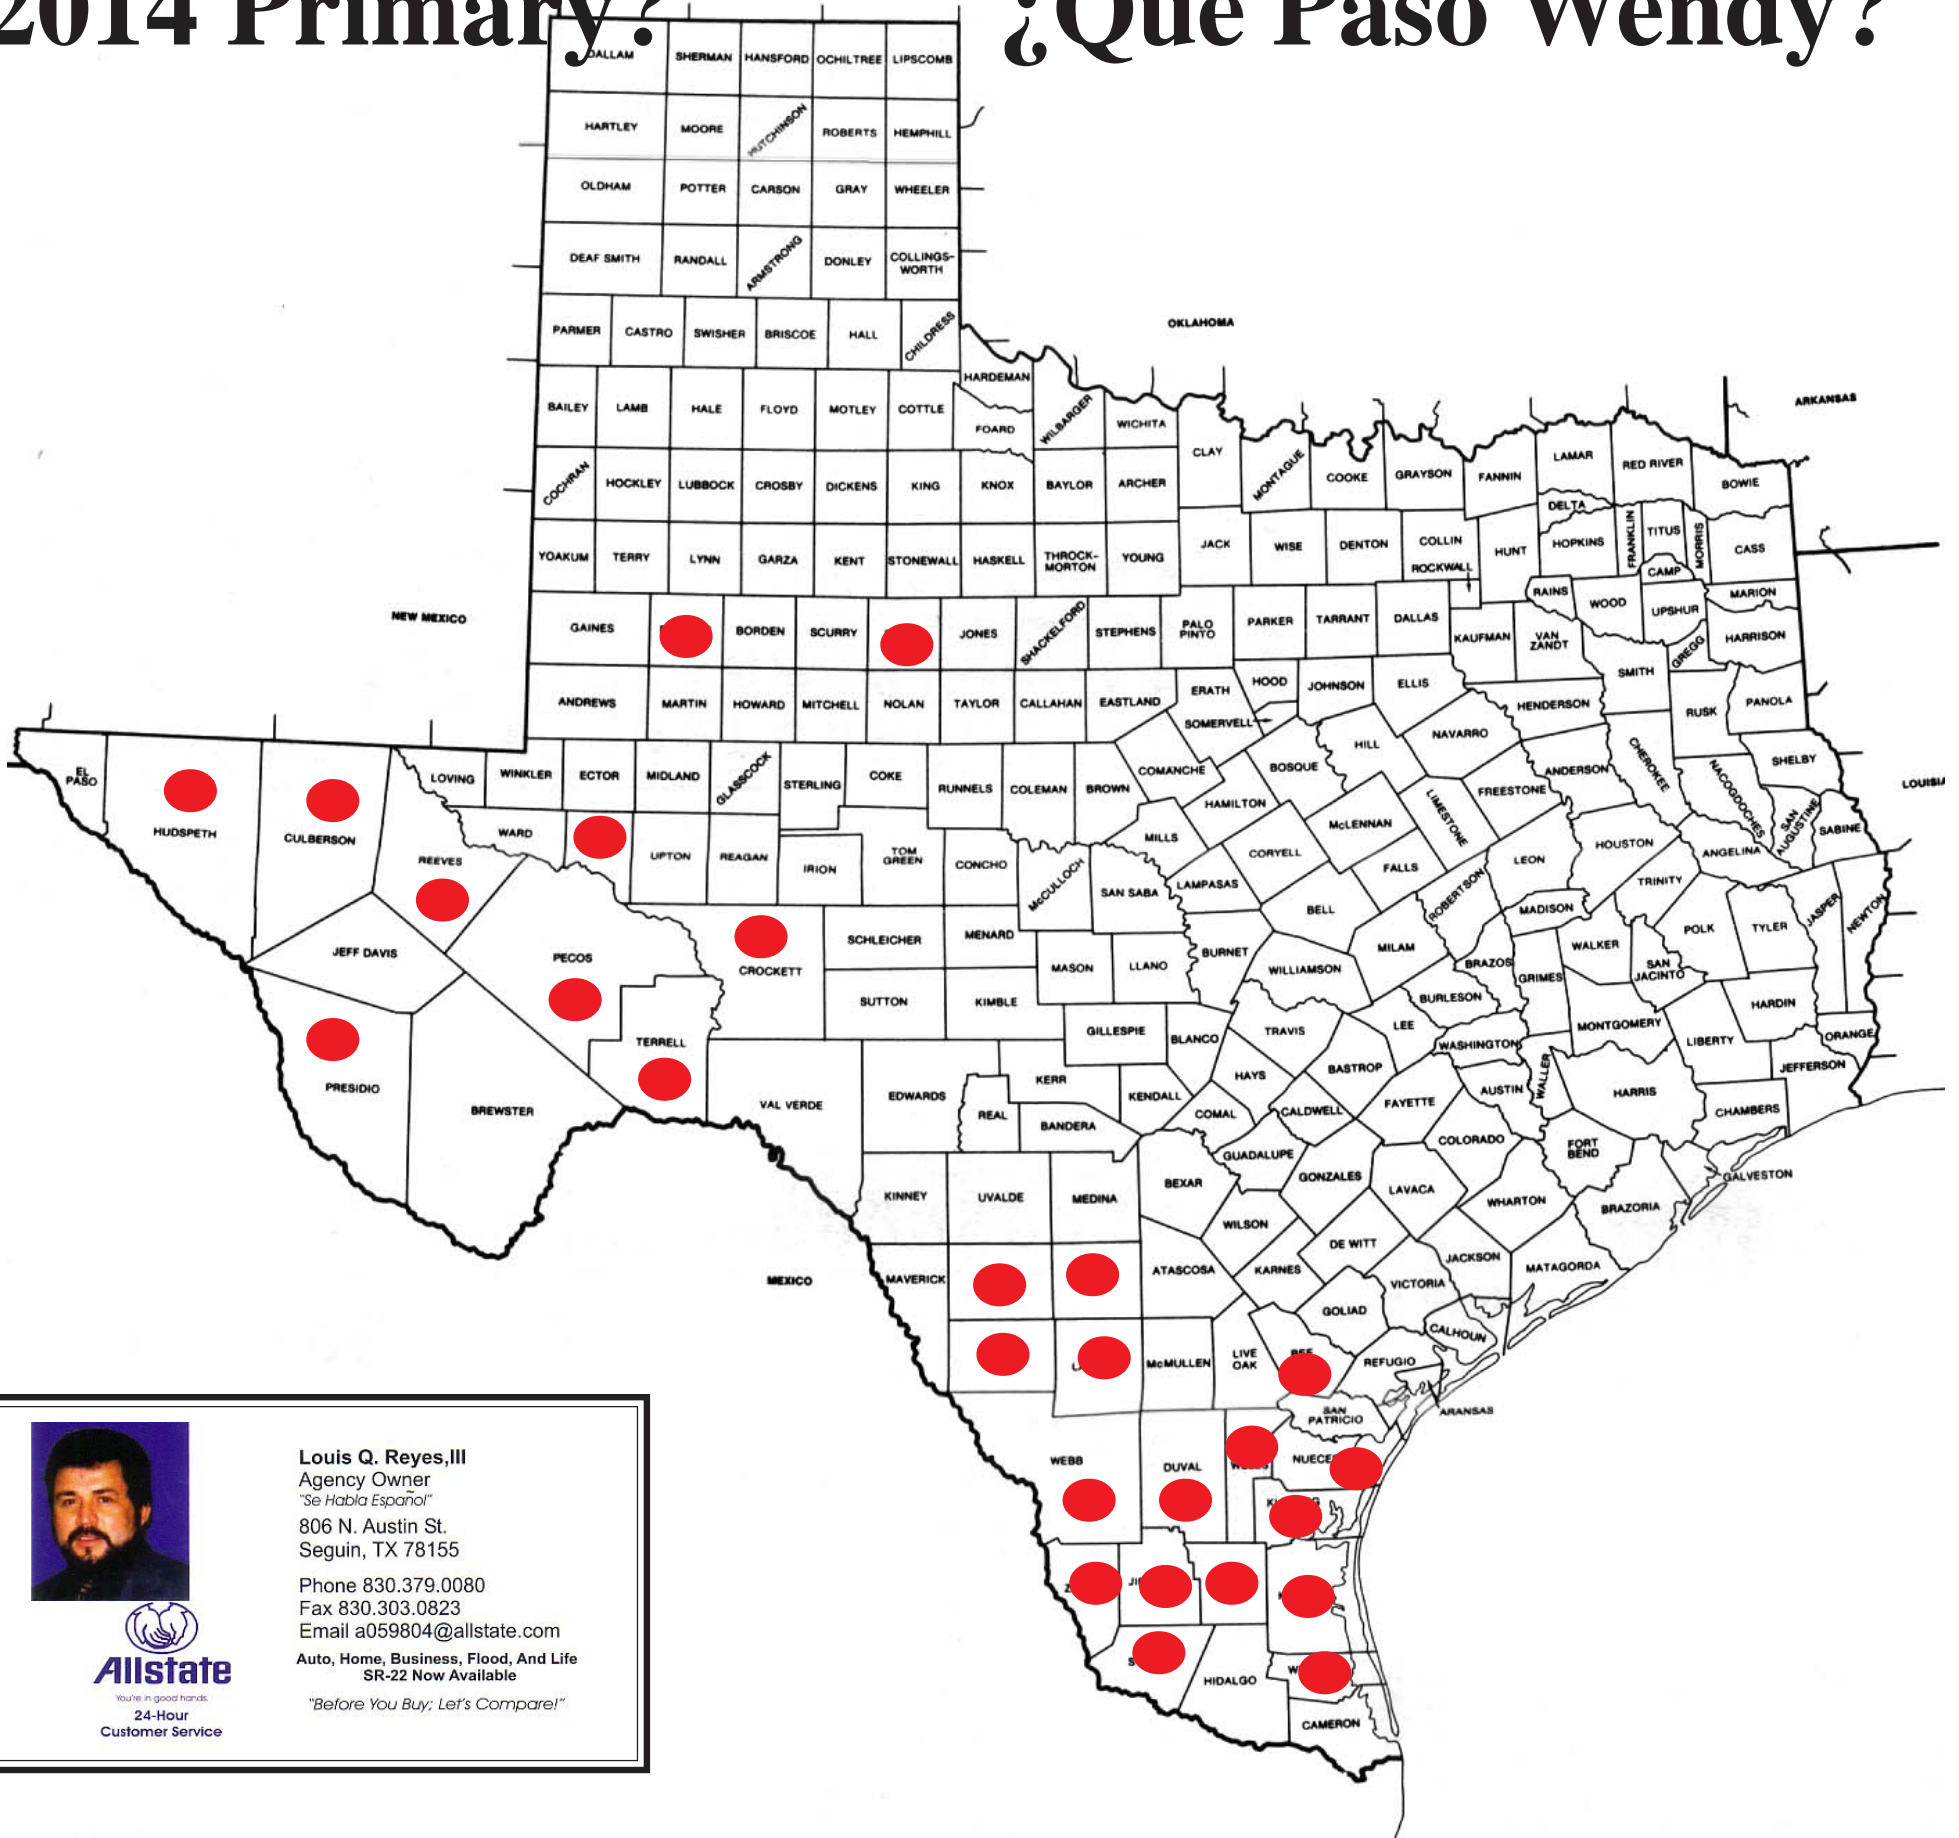 2014 Primary? ¿Que Paso Wendy?
DALLAM SHERMAN HANSFORD OCHILTREE LIPSCOMB
HARTLEY MOORE HUTCHINSON ROBERTS HEMPHILL
OLDHAM POTTER CARSON GRAY WHEELER
DEAF SMITH RANDALL ARMSTRONG DONLEY COLLINGS-
WORTH
PARMER CASTRO SWISHER BRISCOE HALL CHILDRESS
OKLAHOMA
HARDEMAN
ARKANSAS
BAILEY LAMB HALE FLOYD MOTLEY COTTLE FOARD WILBARGER WICHITA
CLAY MONTAGUE COOKE GRAYSON FANNIN LAMAR RED RIVER BOWIE
COCHRAN HOCKLEY LUBBOCK CROSBY DICKENS KING KNOX BAYLOR ARCHER
DELTA FRANKLIN TITUS MORRIS CASS
YOAKUM TERRY LYNN GARZA KENT STONEWALL HASKELL THROCK-
MORTON YOUNG JACK WISE DENTON COLLIN HUNT HOPKINS
ROCKWALL CAMP
RAINS WOOD UPSHUR MARION
NEW MEXICO
GAINES BORDEN SCURRY JONES SHACKELFORD STEPHENS PALO
PINTO PARKER TARRANT DALLAS KAUFMAN VAN
ZANDT SMITH GREGG HARRISON
ANDREWS MARTIN HOWARD MITCHELL NOLAN TAYLOR CALLAHAN EASTLAND ERATH HOOD JOHNSON ELLIS HENDERSON RUSK PANOLA
SOMERVELL
EL
PASO HUDSPETH CULBERSON LOVING WINKLER ECTOR MIDLAND GLASSCOCK STERLING COKE RUNNELS COLEMAN BROWN COMANCHE BOSQUE HILL NAVARRO ANDERSON CHEROKEE NACOGDOCHES SHELBY
LOUISIA
HAMILTON McLENNAN LIMESTONE FREESTONE SAN
AUGUSTINE SABINE
REEVES WARD UPTON REAGAN IRION TOM
GREEN CONCHO McCULLOCH SAN SABA MILLS LAMPASAS CORYELL FALLS LEON HOUSTON ANGELINA
BELL ROBERTSON MADISON TRINITY POLK TYLER JASPER NEWTON
JEFF DAVIS PECOS CROCKETT SCHLEICHER MENARD MASON LLANO BURNET WILLIAMSON MILAM BRAZOS GRIMES WALKER SAN
JACINTO
SUTTON KIMBLE BURLESON HARDIN
TERRELL GILLESPIE BLANCO TRAVIS LEE WASHINGTON MONTGOMERY LIBERTY ORANGE
PRESIDIO BREWSTER VAL VERDE EDWARDS REAL KERR KENDALL HAYS BASTROP AUSTIN WALLER HARRIS JEFFERSON
BANDERA COMAL CALDWELL FAYETTE CHAMBERS
GUADALUPE COLORADO FORT
BEND
KINNEY UVALDE MEDINA BEXAR GONZALES LAVACA WHARTON BRAZORIA GALVESTON
WILSON
MEXICO MAVERICK ATASCOSA KARNES DE WITT JACKSON MATAGORDA
VICTORIA
GOLIAD CALHOUN
McMULLEN LIVE
OAK REFUGIO
SAN
PATRICIO ARANSAS
WEBB DUVAL NUECES
HIDALGO
CAMERON
Louis Q. Reyes,III
Agency Owner
"Se Habla Español"
806 N. Austin St.
Seguin, TX 78155
Phone 830.379.0080
Fax 830.303.0823
Email a059804@allstate.com
Auto, Home, Business, Flood, And Life
SR-22 Now Available
"Before You Buy; Let's Compare!"
Allstate
You're in good hands.
24-Hour
Customer Service